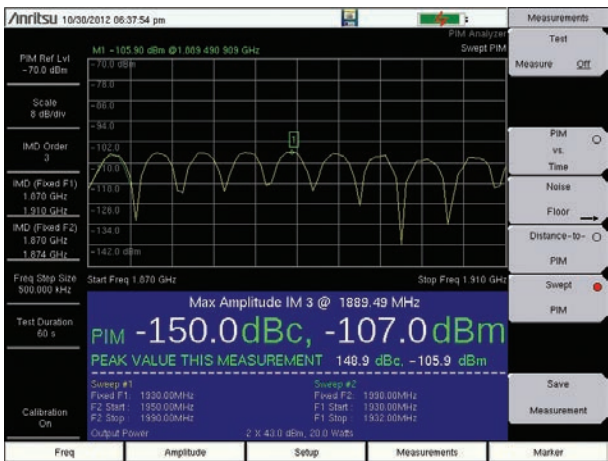 Anritsu 10/30/2012 06:37:54 pm
Measurements
PIM Analyzer
M1 -105.90 dBm @1.889 490 909 GHz
Swept PIM
PIM Ref Lvl
-70.0 dBm
Scale
8 dB/div
IMD Order
3
IMD (Fixed F1)
1.870 GHz
1.910 GHz
IMD (Fixed F2)
1.870 GHz
1.874 GHz
Freq Step Size
500.000 kHz
Test Duration
60 s
Calibration
On
-70.0 dBm
-78.0
-86.0
-94.0
-102.0
-110.0
-126.0
-134.0
-142.0 dBm
1
Start Freq 1.870 GHz
Stop Freq 1.910 GHz
Max Amplitude IM 3 @ 1889.49 MHz
PIM -150.0dBc, -107.0 dBm
PEAK VALUE THIS MEASUREMENT 148.9 dBc, -105.9 dBm
Sweep #1
Fixed F1: 1930.00MHz
F2 Start : 1950.00MHz
F2 Stop : 1990.00MHz
Sweep #2
Fixed F2: 1990.00MHz
F1 Start : 1930.00MHz
F1 Stop : 1932.00MHz
Output Power 2 X 43.0 dBm, 20.0 Watts
Test
Measure Off
PIM
vs.
Time
Noise
Floor
Distance-to-
PIM
Swept
PIM
Save
Measurement
Freq
Amplitude
Setup
Measurements
Marker